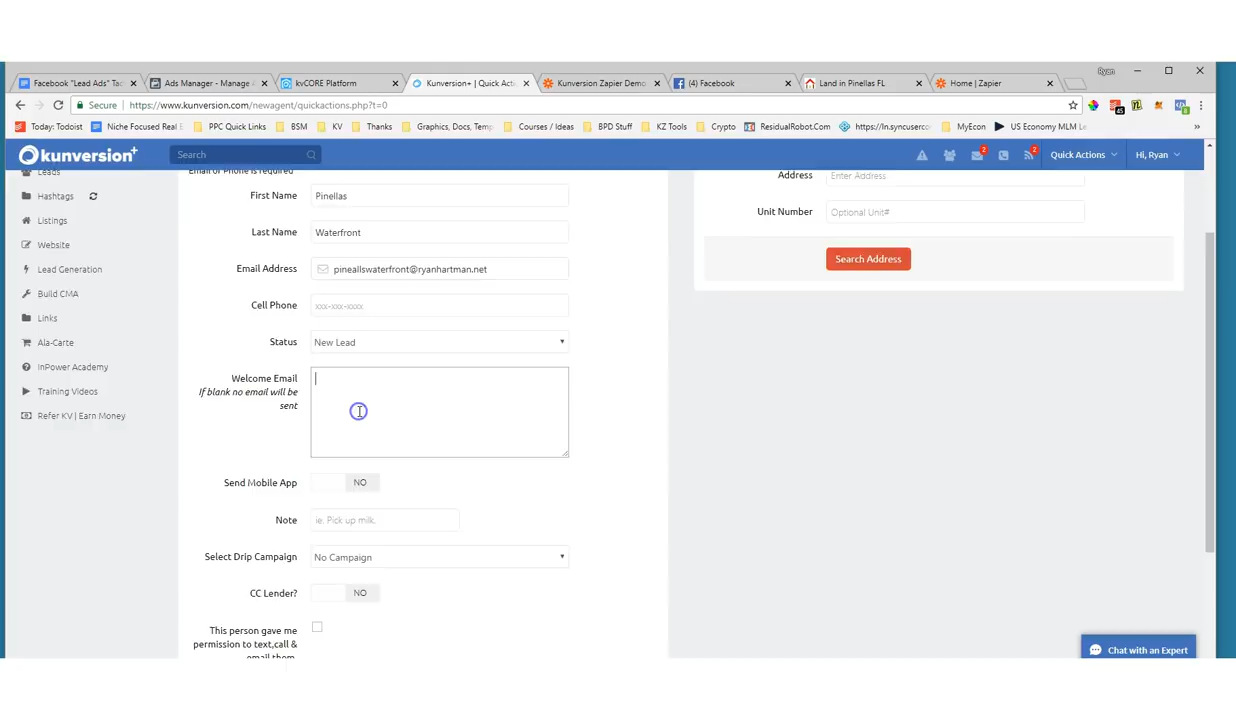 Facebook "Lead Ads" Tac
Ads Manager - Manage A
kvCORE Platform
Kunversion+ | Quick Acti
Kunversion Zapier Demo
(4) Facebook
Land in Pinellas FL
Home | Zapier
Ryan
Secure
https://www.kunversion.com/newagent/quickactions.php?t=0
45
Today: Todoist
Niche Focused Real E
PPC Quick Links
BSM
KV
Thanks
Graphics, Docs, Temp
Courses / Ideas
BPD Stuff
KZ Tools
Crypto
ResidualRobot.Com
https://ln.syncuserco
MyEcon
US Economy MLM Le
»
kunversion+
Search
2
2
Quick Actions
Hi, Ryan
Leads
Hashtags
Listings
Website
Lead Generation
Build CMA
Links
Ala-Carte
InPower Academy
Training Videos
Refer KV | Earn Money
Email or Phone is required
First Name
Pinellas
Last Name
Waterfront
Email Address
pineallswaterfront@ryanhartman.net
Cell Phone
xxx-xxx-xxxx
Status
New Lead
Welcome Email
If blank no email will be
sent
Send Mobile App
NO
Note
ie. Pick up milk.
Select Drip Campaign
No Campaign
CC Lender?
NO
This person gave me
permission to text,call &
email them
Address
Enter Address
Unit Number
Optional Unit#
Search Address
Chat with an Expert